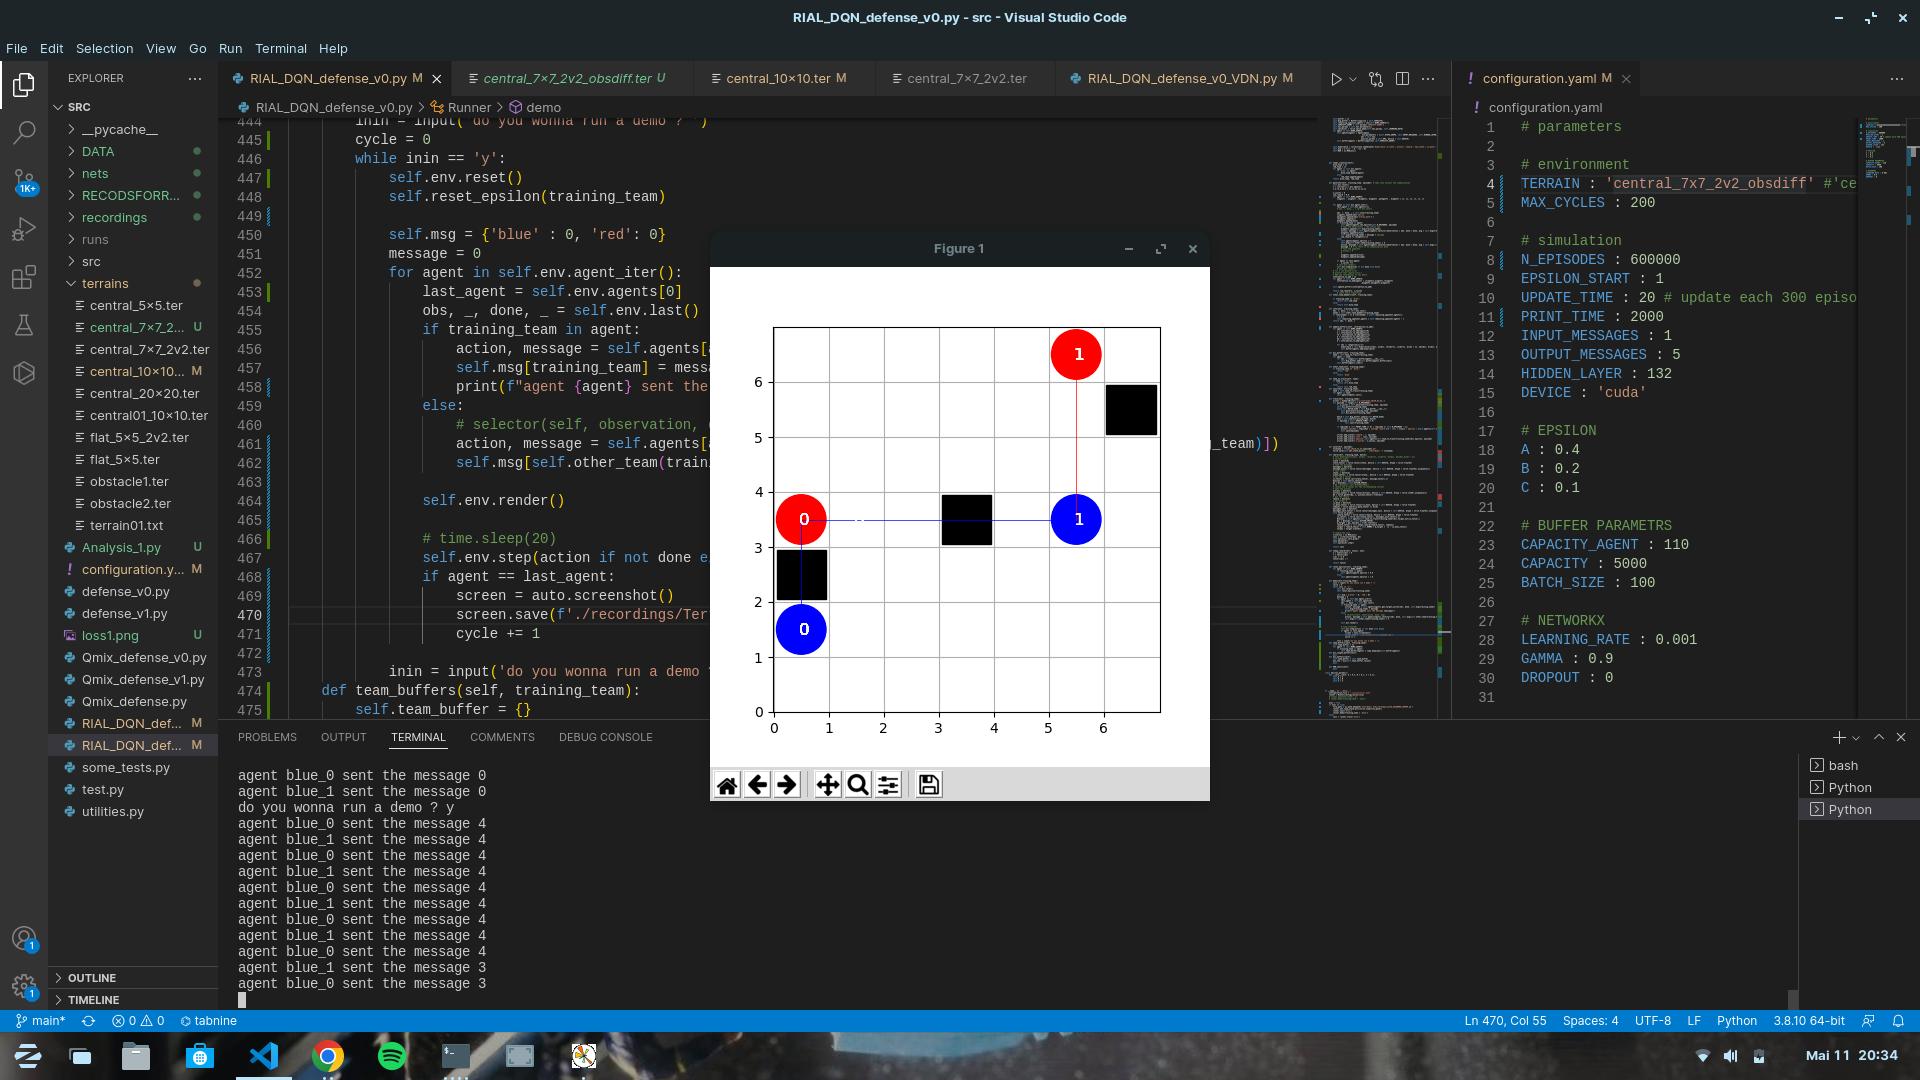 RIAL_DQN_defense_v0.py - src - Visual Studio Code
File Edit Selection View Go Run Terminal Help
EXPLORER
SRC
__pycache__
DATA
nets
RECODSFORR...
recordings
runs
src
terrains
central_5×5.ter
central_7×7_2... U
central_7×7_2v2.ter
central_10×10... M
central_20×20.ter
central01_10×10.ter
flat_5×5_2v2.ter
flat_5×5.ter
obstacle1.ter
obstacle2.ter
terrain01.txt
Analysis_1.py U
configuration.y... M
defense_v0.py
defense_v1.py
loss1.png U
Qmix_defense_v0.py
Qmix_defense_v1.py
Qmix_defense.py
RIAL_DQN_def... M
RIAL_DQN_def... M
some_tests.py
test.py
utilities.py
OUTLINE
TIMELINE
1K+
1
1
RIAL_DQN_defense_v0.py M central_7×7_2v2_obsdiff.ter U central_10×10.ter M central_7×7_2v2.ter RIAL_DQN_defense_v0_VDN.py M
RIAL_DQN_defense_v0.py > Runner > demo
444 inin = input('do you wonna run a demo ? ')
445 cycle = 0
446 while inin == 'y':
447 self.env.reset()
448 self.reset_epsilon(training_team)
449
450 self.msg = {'blue' : 0, 'red': 0}
451 message = 0
452 for agent in self.env.agent_iter():
453 last_agent = self.env.agents[0]
454 obs, _, done, _ = self.env.last()
455 if training_team in agent:
456 action, message = self.agents[
457 self.msg[training_team] = mess
458 print(f"agent {agent} sent the
459 else:
460 # selector(self, observation,
461 action, message = self.agents[ _team)])
462 self.msg[self.other_team(train
463
464 self.env.render()
465
466 # time.sleep(20)
467 self.env.step(action if not done e
468 if agent == last_agent:
469 screen = auto.screenshot()
470 screen.save(f'./recordings/Ter
471 cycle += 1
472
473 inin = input('do you wonna run a demo
474 def team_buffers(self, training_team):
475 self.team_buffer = {}
Figure 1
6
5
4
3
2
1
0
0 1 2 3 4 5 6
1
0
1
0
configuration.yaml M
configuration.yaml
1 # parameters
2
3 # environment
4 TERRAIN : 'central_7x7_2v2_obsdiff' #'ce
5 MAX_CYCLES : 200
6
7 # simulation
8 N_EPISODES : 600000
9 EPSILON_START : 1
10 UPDATE_TIME : 20 # update each 300 episo
11 PRINT_TIME : 2000
12 INPUT_MESSAGES : 1
13 OUTPUT_MESSAGES : 5
14 HIDDEN_LAYER : 132
15 DEVICE : 'cuda'
16
17 # EPSILON
18 A : 0.4
19 B : 0.2
20 C : 0.1
21
22 # BUFFER PARAMETRS
23 CAPACITY_AGENT : 110
24 CAPACITY : 5000
25 BATCH_SIZE : 100
26
27 # NETWORKX
28 LEARNING_RATE : 0.001
29 GAMMA : 0.9
30 DROPOUT : 0
31
PROBLEMS OUTPUT TERMINAL COMMENTS DEBUG CONSOLE
agent blue_0 sent the message 0
agent blue_1 sent the message 0
do you wonna run a demo ? y
agent blue_0 sent the message 4
agent blue_1 sent the message 4
agent blue_0 sent the message 4
agent blue_1 sent the message 4
agent blue_0 sent the message 4
agent blue_1 sent the message 4
agent blue_0 sent the message 4
agent blue_1 sent the message 4
agent blue_0 sent the message 4
agent blue_1 sent the message 3
agent blue_0 sent the message 3
bash
Python
Python
main* 0 0 tabnine Ln 470, Col 55 Spaces: 4 UTF-8 LF Python 3.8.10 64-bit
Mai 11 20:34